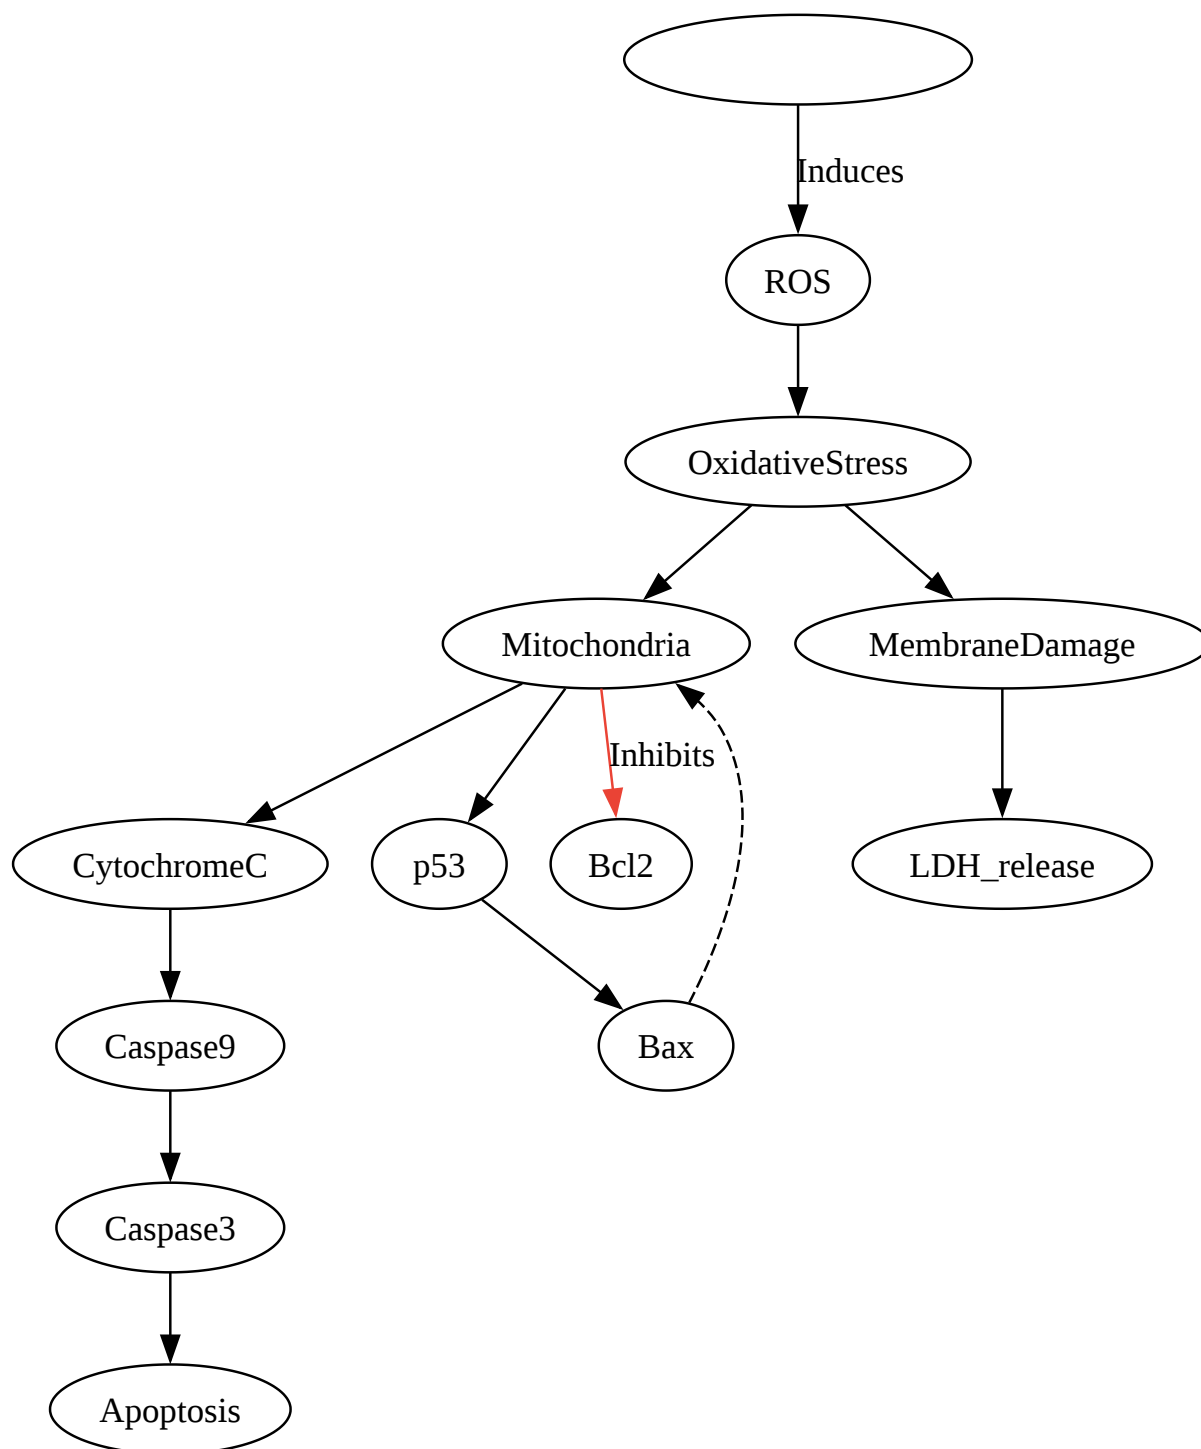 Induces
ROS
OxidativeStress
Mitochondria
MembraneDamage
Inhibits
CytochromeC
p53
Bcl2
LDH_release
Caspase9
Bax
Caspase3
Apoptosis